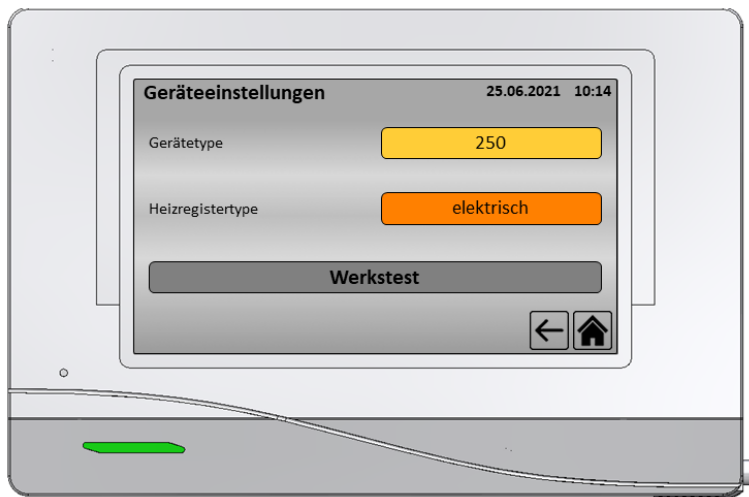 Geräteeinstellungen 25.06.2021 10:14
Gerätetype 250
Heizregistertype elektrisch
Werkstest